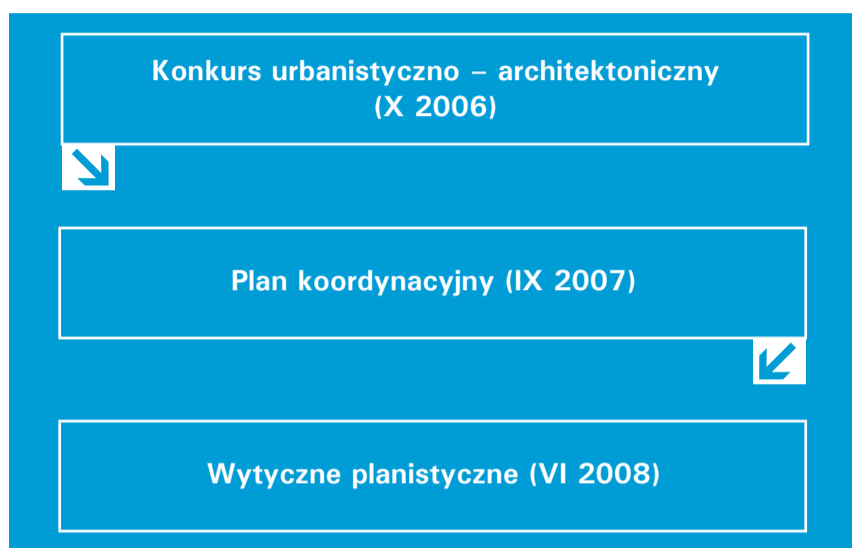 Konkurs urbanistyczno – architektoniczny
(X 2006)
Plan koordynacyjny (IX 2007)
Wytyczne planistyczne (VI 2008)